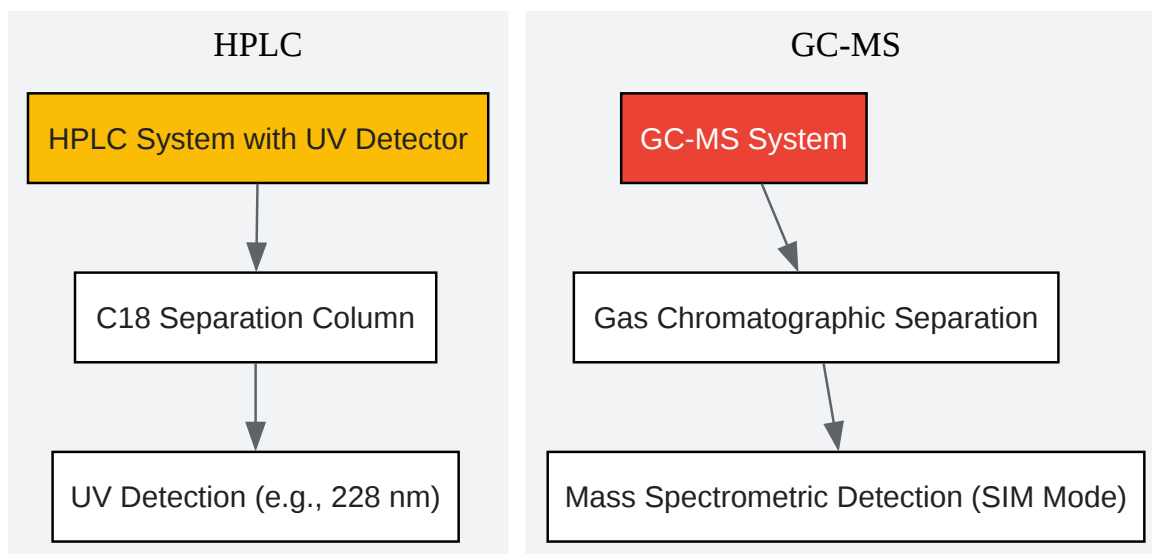 HPLC
HPLC System with UV Detector
C18 Separation Column
UV Detection (e.g., 228 nm)
GC-MS
GC-MS System
Gas Chromatographic Separation
Mass Spectrometric Detection (SIM Mode)